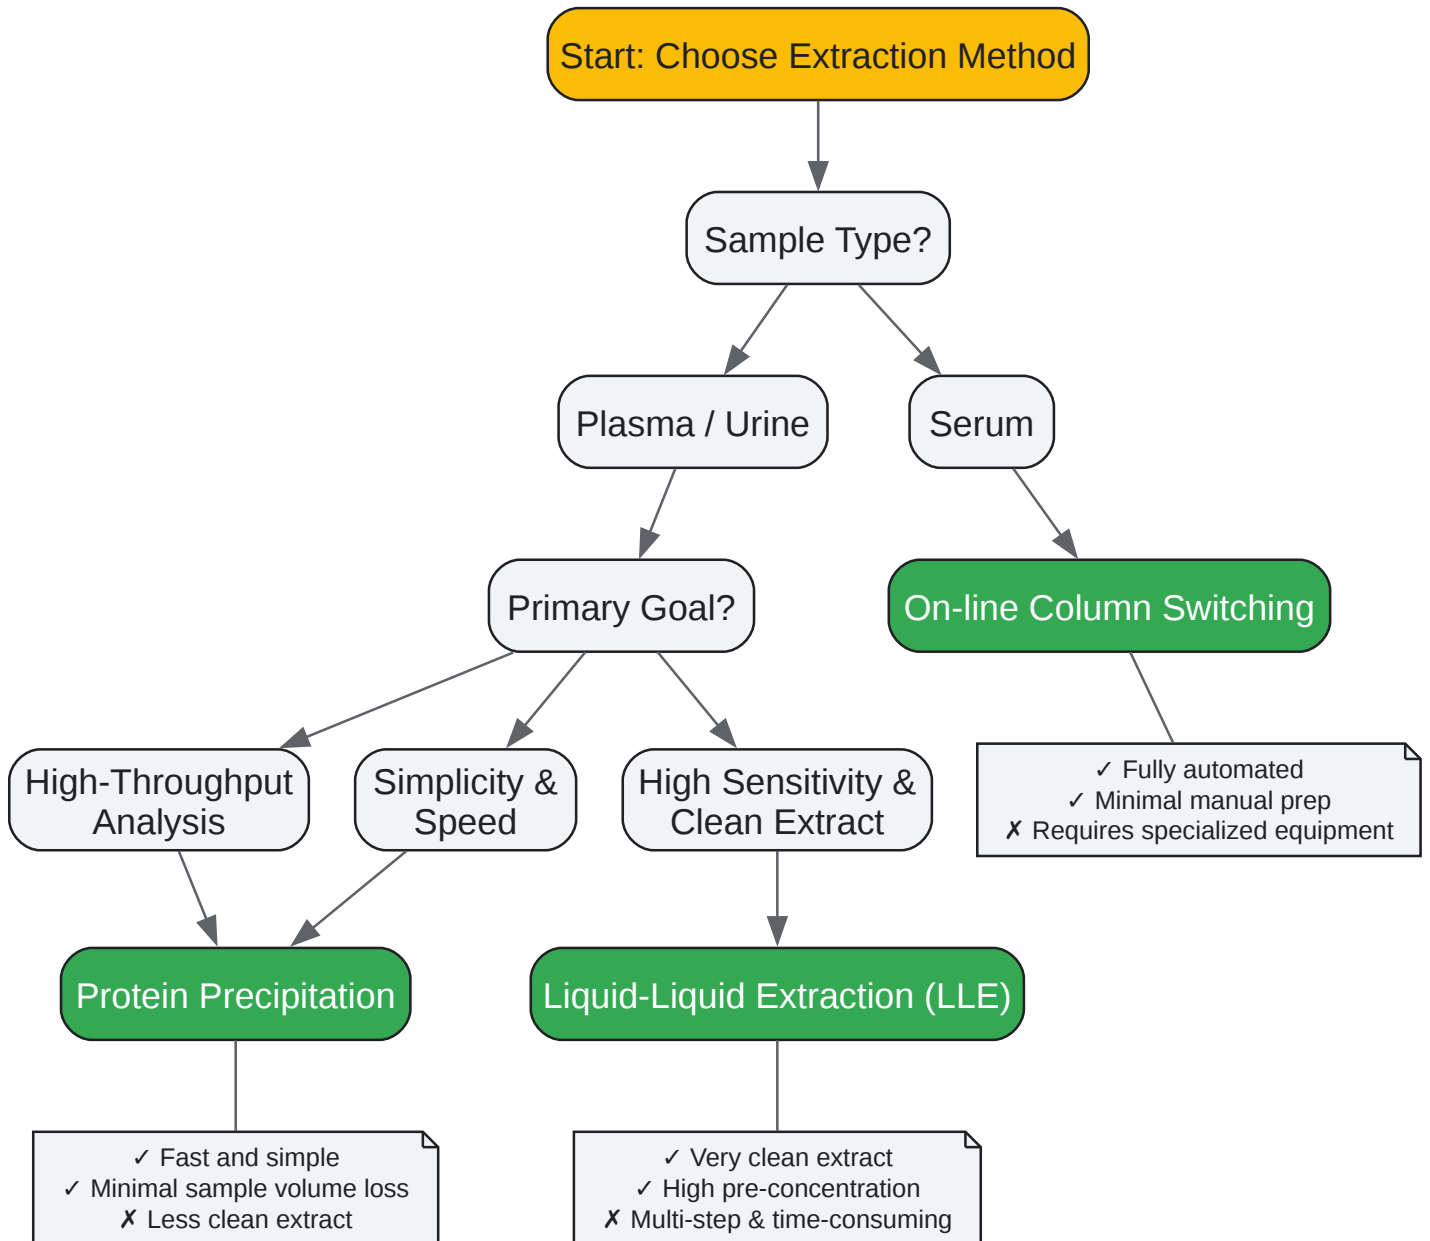 Start: Choose Extraction Method
Sample Type?
Plasma / Urine
Serum
Primary Goal?
On-line Column Switching
High-Throughput
Analysis
Simplicity &
Speed
High Sensitivity &
Clean Extract
✓ Fully automated
✓ Minimal manual prep
✗ Requires specialized equipment
Protein Precipitation
Liquid-Liquid Extraction (LLE)
✓ Fast and simple
✓ Minimal sample volume loss
✗ Less clean extract
✓ Very clean extract
✓ High pre-concentration
✗ Multi-step & time-consuming